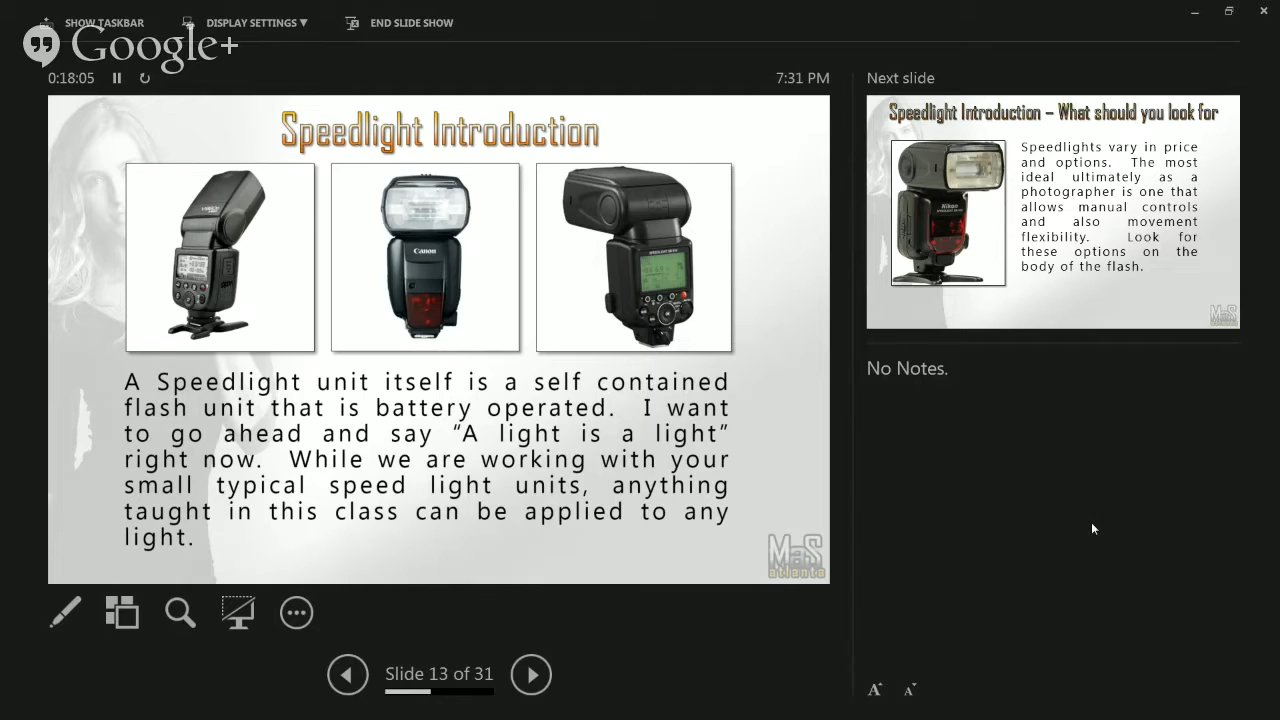 SHOW TASKBAR
DISPLAY SETTINGS ▼
END SLIDE SHOW
Google+
0:18:05
7:31 PM
Next slide
Speedlight Introduction
Canon
A Speedlight unit itself is a self contained
flash unit that is battery operated. I want
to go ahead and say “A light is a light”
right now. While we are working with your
small typical speed light units, anything
taught in this class can be applied to any
light.
MaS
atlanta
Speedlight Introduction – What should you look for
Nikon
Speedlights vary in price
and options. The most
ideal ultimately as a
photographer is one that
allows manual controls
and also movement
flexibility. Look for
these options on the
body of the flash.
MaS
No Notes.
Slide 13 of 31
A
A